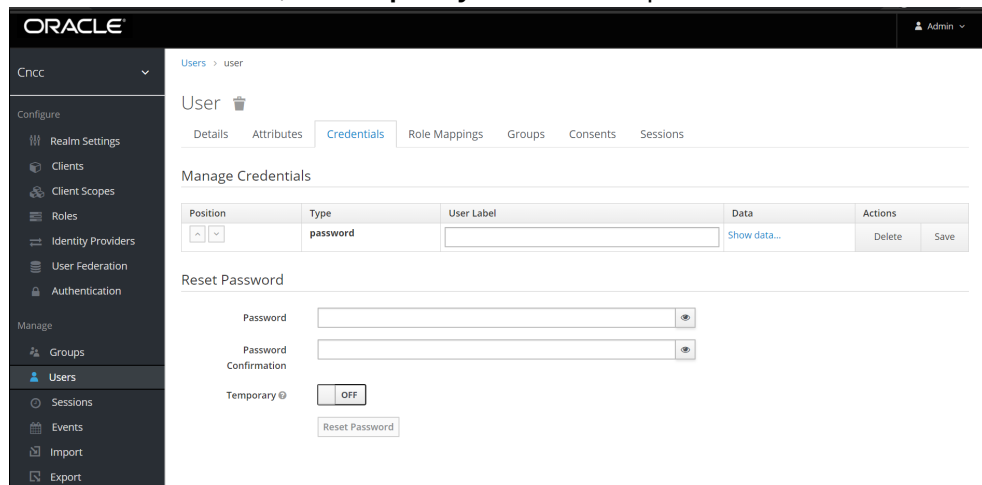 ORACLE
Admin
Cncc
Users > user
User
Configure
Details Attributes Credentials Role Mappings Groups Consents Sessions
Realm Settings
Clients
Manage Credentials
Client Scopes
Position Type User Label Data Actions
Roles
password Show data... Delete Save
Identity Providers
User Federation
Reset Password
Authentication
Password
Manage
Password Confirmation
Groups
Users
Temporary OFF
Sessions
Reset Password
Events
Import
Export